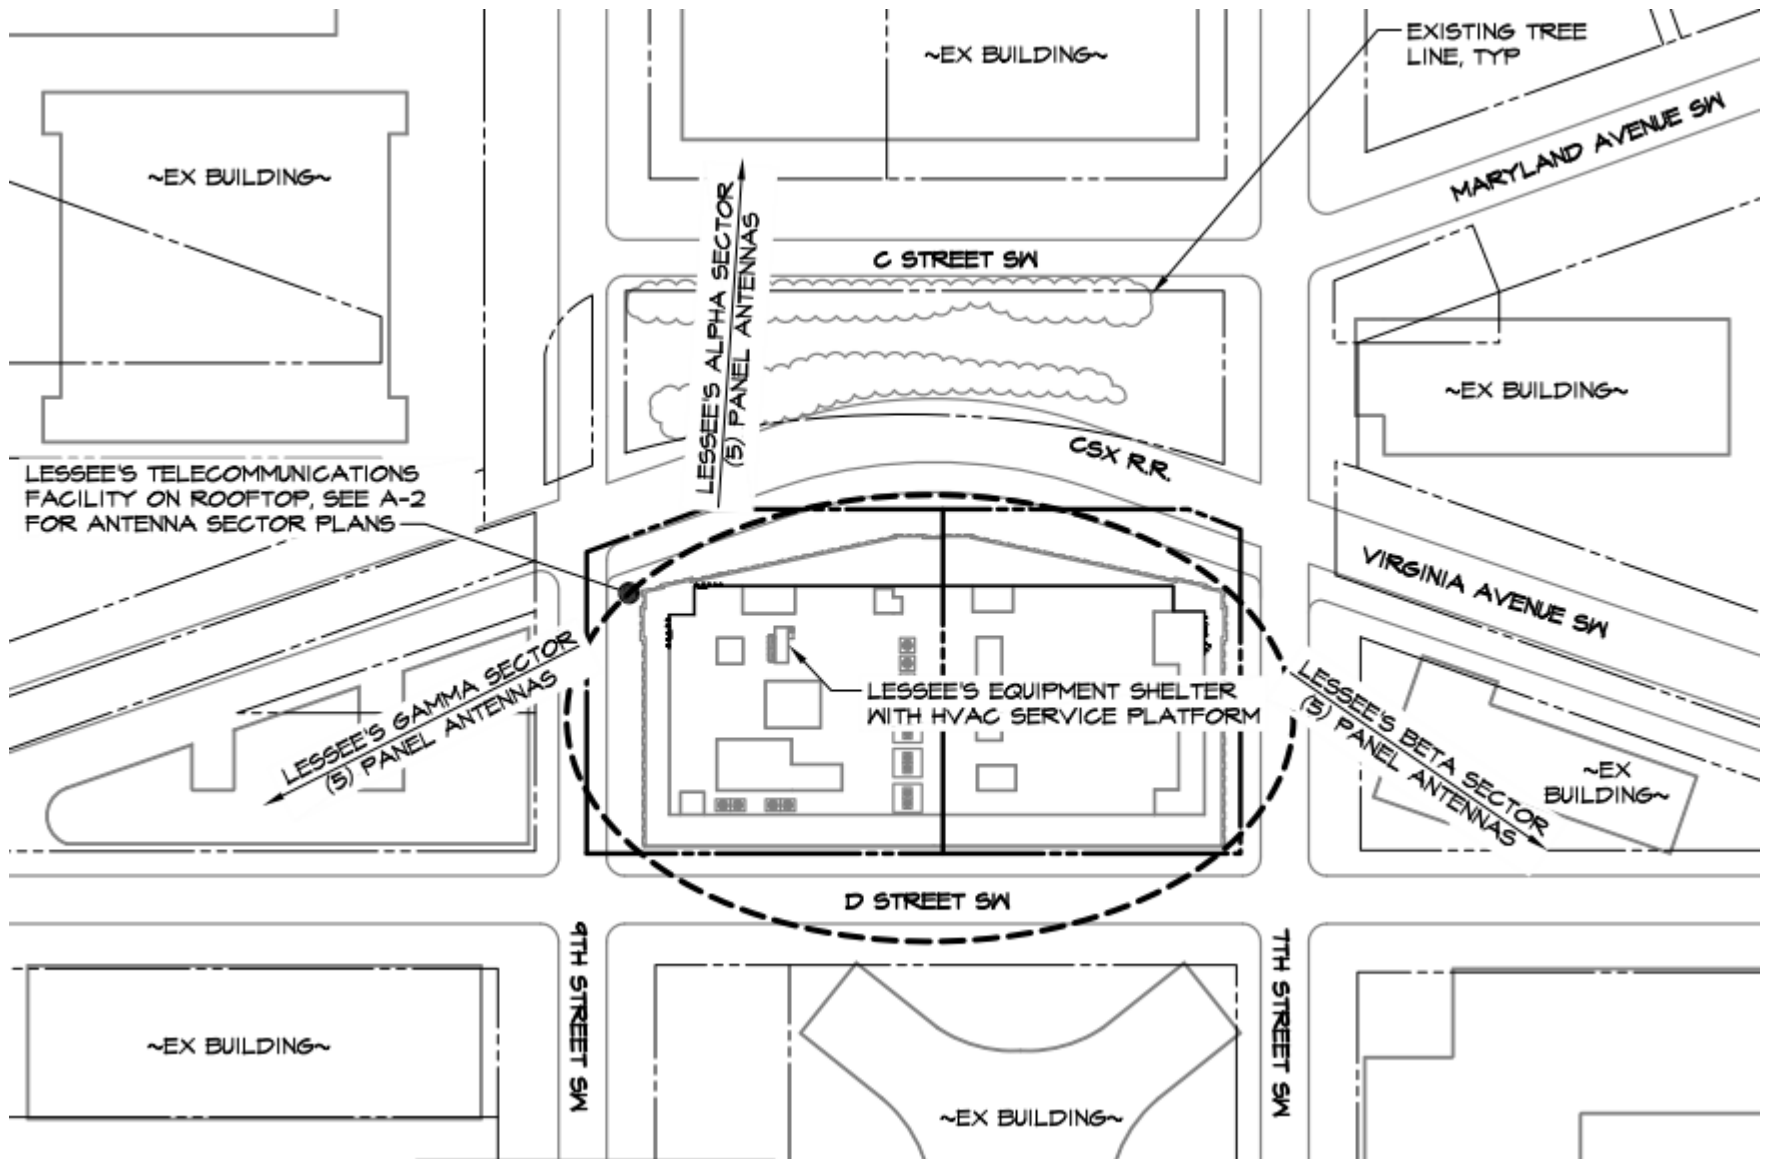 ~EX BUILDING~
EXISTING TREE
LINE, TYP
MARYLAND AVENUE SW
~EX BUILDING~
C STREET SW
LESSEE'S ALPHA SECTOR
(5) PANEL ANTENNAS
~EX BUILDING~
CSX R.R.
LESSEE'S TELECOMMUNICATIONS
FACILITY ON ROOFTOP, SEE A-2
FOR ANTENNA SECTOR PLANS
VIRGINIA AVENUE SW
LESSEE'S GAMMA SECTOR
(5) PANEL ANTENNAS
LESSEE'S EQUIPMENT SHELTER
WITH HVAC SERVICE PLATFORM
LESSEE'S BETA SECTOR
(5) PANEL ANTENNAS
~EX
BUILDING~
D STREET SW
9TH STREET SW
7TH STREET SW
~EX BUILDING~
~EX BUILDING~